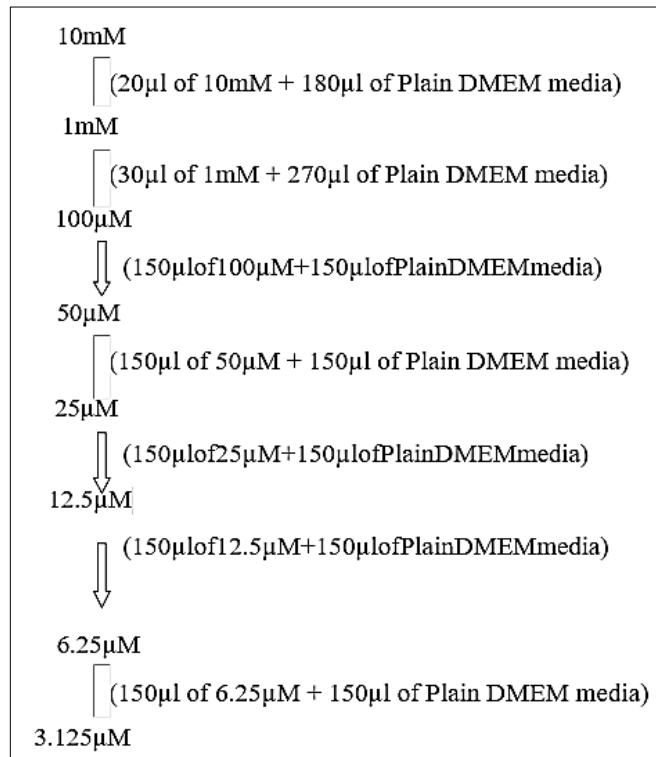 10mM
(20µl of 10mM + 180µl of Plain DMEM media)
1mM
(30µl of 1mM + 270µl of Plain DMEM media)
100µM
(150µlof100µM+150µlofPlainDMEMmedia)
50µM
(150µl of 50µM + 150µl of Plain DMEM media)
25µM
(150µlof25µM+150µlofPlainDMEMmedia)
12.5µM
(150µlof12.5µM+150µlofPlainDMEMmedia)
6.25µM
(150µl of 6.25µM + 150µl of Plain DMEM media)
3.125µM